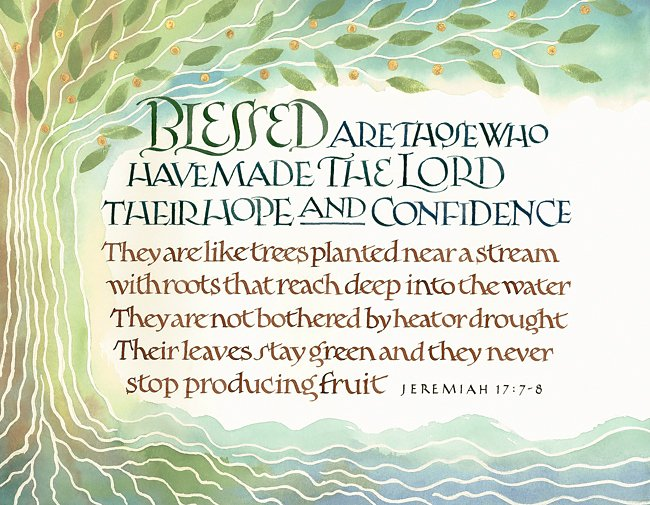 BLESSED ARE THOSE WHO
HAVE MADE THE LORD
THEIR HOPE AND CONFIDENCE
They are like trees planted near a stream
with roots that reach deep into the water
They are not bothered by heat or drought
Their leaves stay green and they never
stop producing fruit JEREMIAH 17:7-8